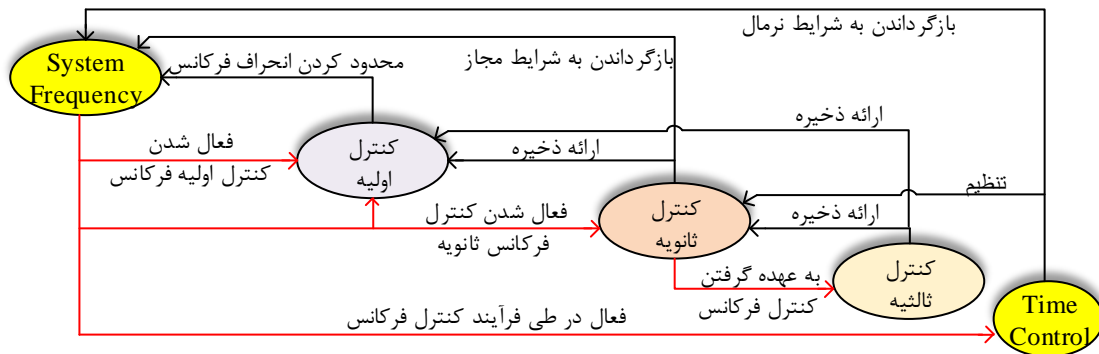 بازگرداندن به شرایط نرمال
System
Frequency
محدود کردن انحراف فرکانس
بازگرداندن به شرایط مجاز
ارائه ذخیره
فعال شدن
کنترل اولیه فرکانس
کنترل
اولیه
ارائه ذخیره
تنظیم
فعال شدن کنترل
فرکانس ثانویه
کنترل
ثانویه
ارائه ذخیره
به عهده گرفتن
کنترل فرکانس
کنترل
ثالثیه
فعال در طی فرآیند کنترل فرکانس
Time
Control